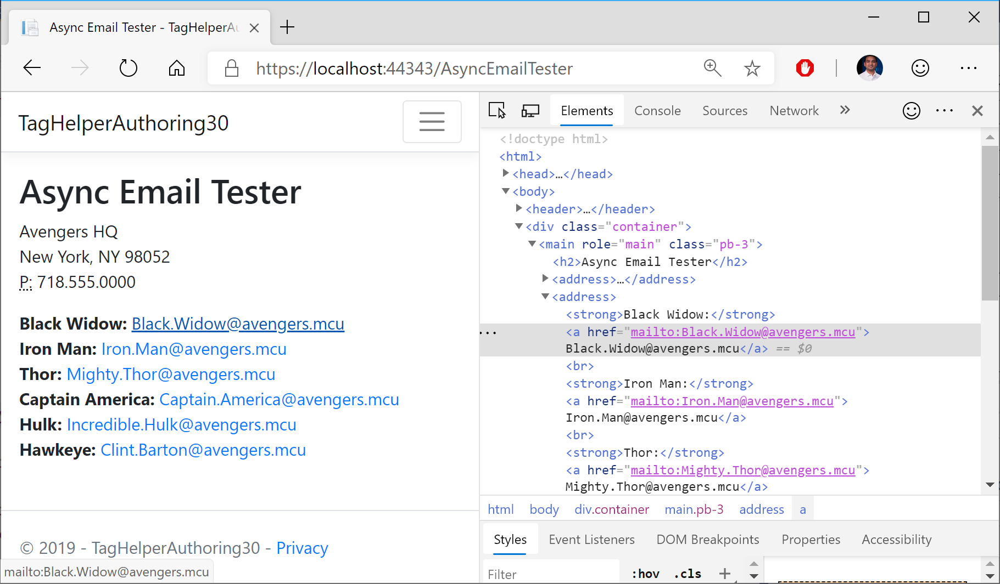 Async Email Tester - TagHelperAu
https://localhost:44343/AsyncEmailTester
TagHelperAuthoring30
Async Email Tester
Avengers HQ
New York, NY 98052
P: 718.555.0000
Black Widow: Black.Widow@avengers.mcu
Iron Man: Iron.Man@avengers.mcu
Thor: Mighty.Thor@avengers.mcu
Captain America: Captain.America@avengers.mcu
Hulk: Incredible.Hulk@avengers.mcu
Hawkeye: Clint.Barton@avengers.mcu
© 2019 - TagHelperAuthoring30 - Privacy
mailto:Black.Widow@avengers.mcu
Elements Console Sources Network
<!doctype html>
<html>
<head>…</head>
<body>
<header>…</header>
<div class="container">
<main role="main" class="pb-3">
<h2>Async Email Tester</h2>
<address>…</address>
<address>
<strong>Black Widow:</strong>
<a href="mailto:Black.Widow@avengers.mcu">
Black.Widow@avengers.mcu</a> == $0
<br>
<strong>Iron Man:</strong>
<a href="mailto:Iron.Man@avengers.mcu">
Iron.Man@avengers.mcu</a>
<br>
<strong>Thor:</strong>
<a href="mailto:Mighty.Thor@avengers.mcu">
Mighty.Thor@avengers.mcu</a>
html body div.container main.pb-3 address a
Styles Event Listeners DOM Breakpoints Properties Accessibility
Filter :hov .cls +